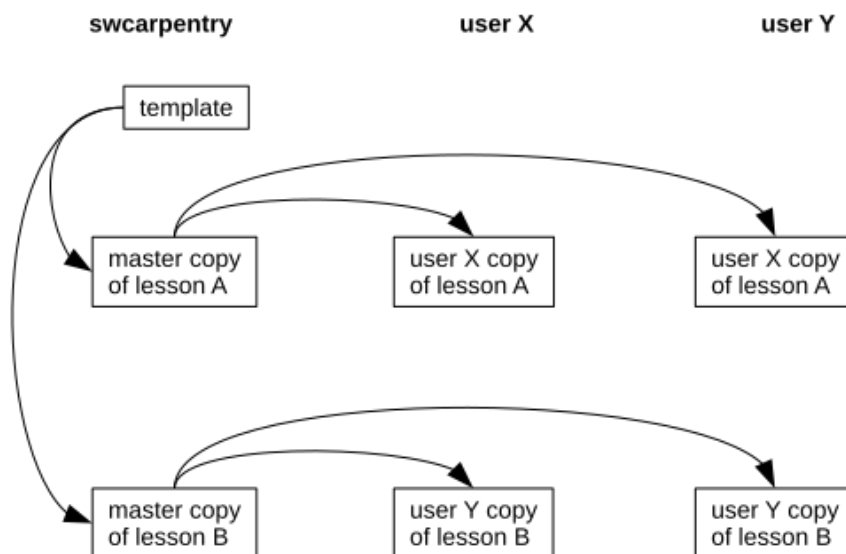 swcarpentry user X user Y
template
master copy user X copy user X copy
of lesson A of lesson A of lesson A
master copy user Y copy user Y copy
of lesson B of lesson B of lesson B